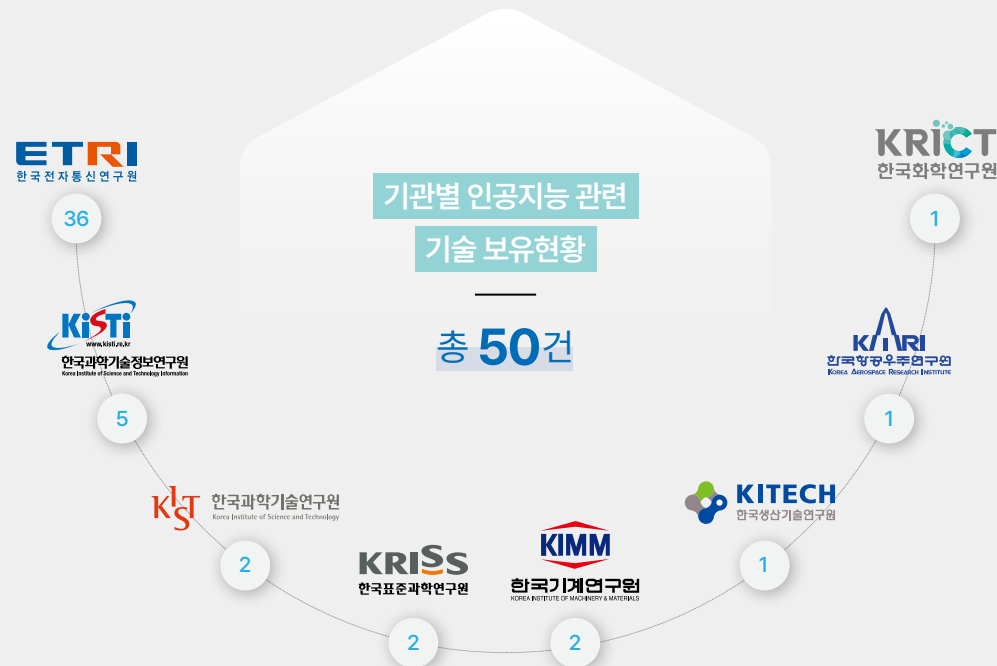 ETRI
한국전자통신연구원
36
KiSTi
www.kisti.re.kr
한국과학기술정보연구원
Korea Institute of Science and Technology Information
5
KIST
한국과학기술연구원
Korea Institute of Science and Technology
2
KRISS
한국표준과학연구원
2
KIMM
한국기계연구원
KOREA INSTITUTE OF MACHINERY & MATERIALS
2
KITECH
한국생산기술연구원
1
KARI
한국항공우주연구원
KOREA AEROSPACE RESEARCH INSTITUTE
1
KRICT
한국화학연구원
1
기관별 인공지능 관련
기술 보유현황
총 50건